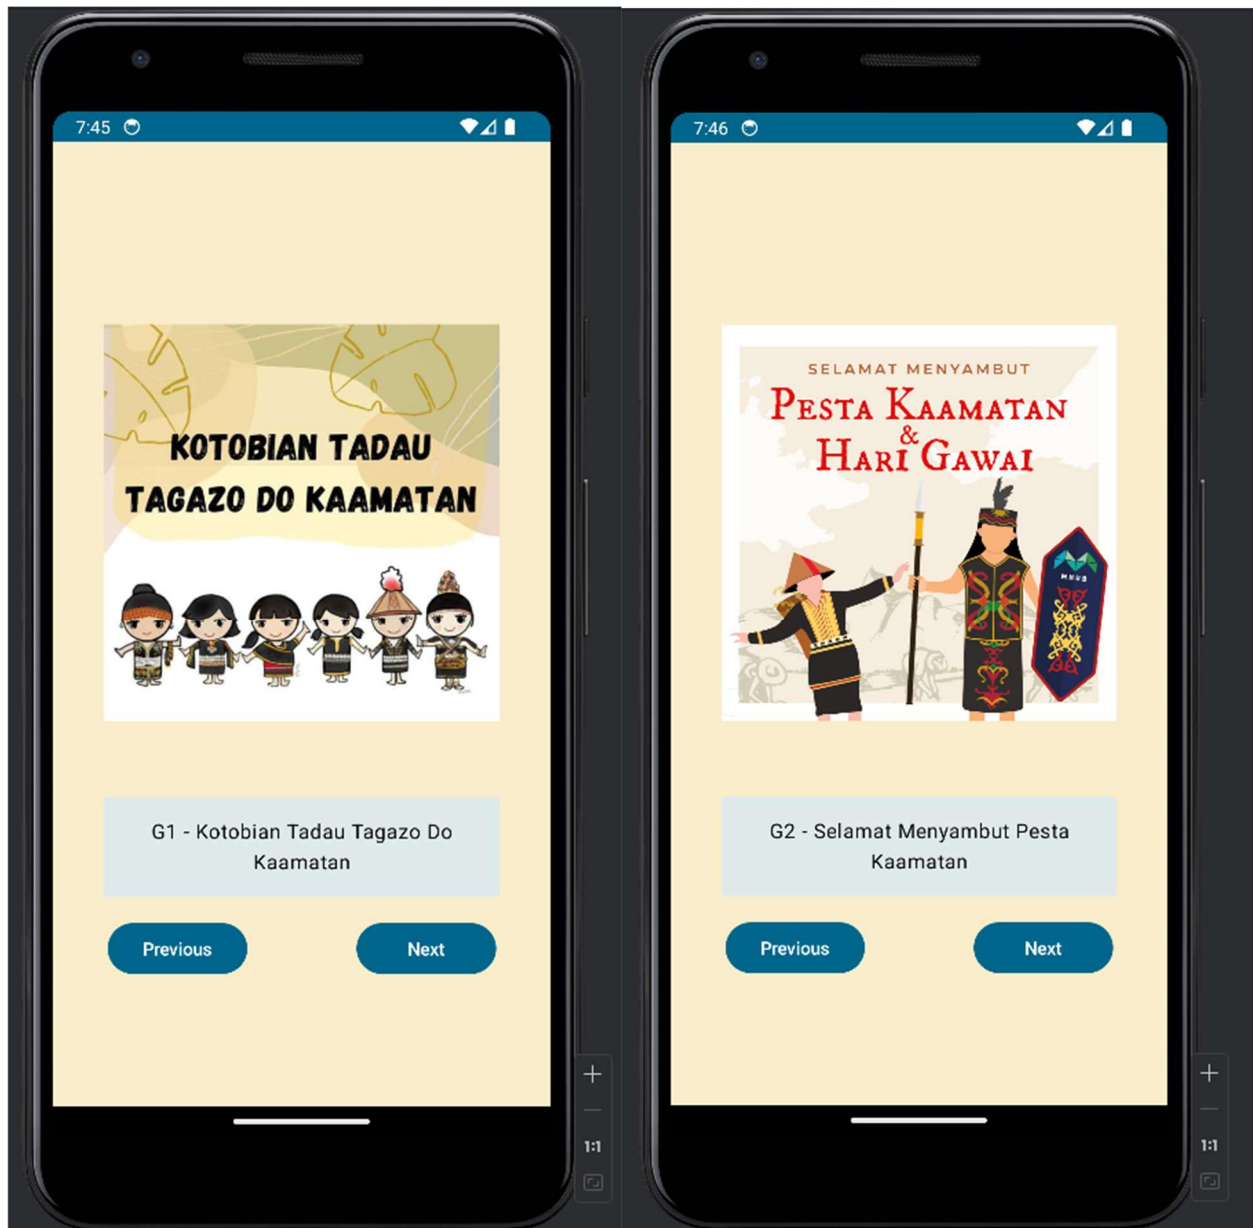 7:45
KOTOBIAN TADAU
TAGAZO DO KAAMATAN
G1 - Kotobian Tadau Tagazo Do
Kaamatan
Previous
Next
1:1
7:46
SELAMAT MENYAMBUT
PESTA KAAMATAN
&
HARI GAWAI
G2 - Selamat Menyambut Pesta
Kaamatan
Previous
Next
1:1